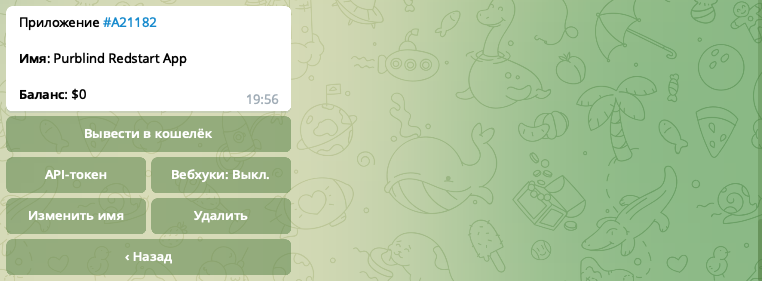 Приложение #A21182
Имя: Purblind Redstart App
Баланс: $0
19:56
Вывести в кошелёк
API-токен
Вебхуки: Выкл.
Изменить имя
Удалить
‹ Назад